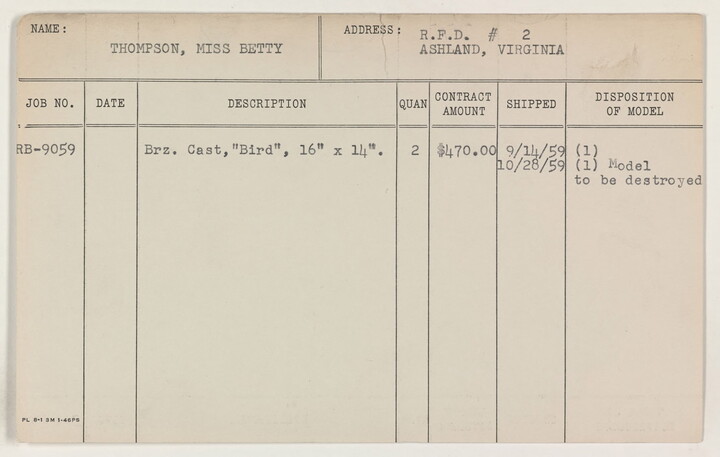 NAME:
THOMPSON, MISS BETTY
ADDRESS: R.F.D. # 2
ASHLAND, VIRGINIA
JOB NO. DATE DESCRIPTION QUAN CONTRACT AMOUNT SHIPPED DISPOSITION OF MODEL
RB-9059 Brz. Cast,"Bird", 16" x 14". 2 $470.00 9/14/59 (1)
10/28/59 (1) Model
to be destroyed
PL 8-1 3M 1-46PS